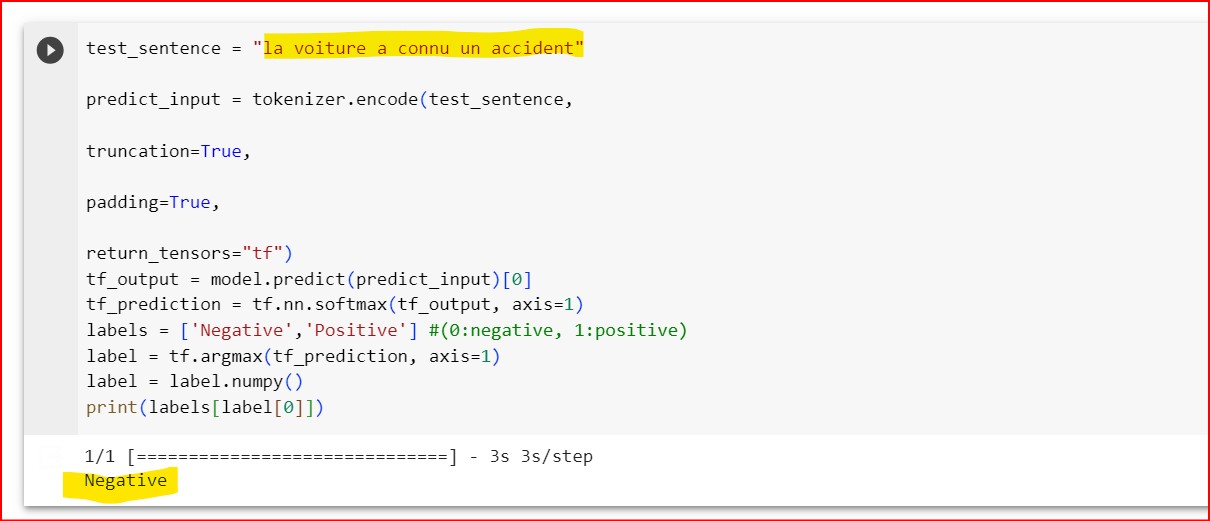 test_sentence = "la voiture a connu un accident"
predict_input = tokenizer.encode(test_sentence,
truncation=True,
padding=True,
return_tensors="tf")
tf_output = model.predict(predict_input)[0]
tf_prediction = tf.nn.softmax(tf_output, axis=1)
labels = ['Negative','Positive'] #(0:negative, 1:positive)
label = tf.argmax(tf_prediction, axis=1)
label = label.numpy()
print(labels[label[0]])
1/1 [==============================] - 3s 3s/step
Negative